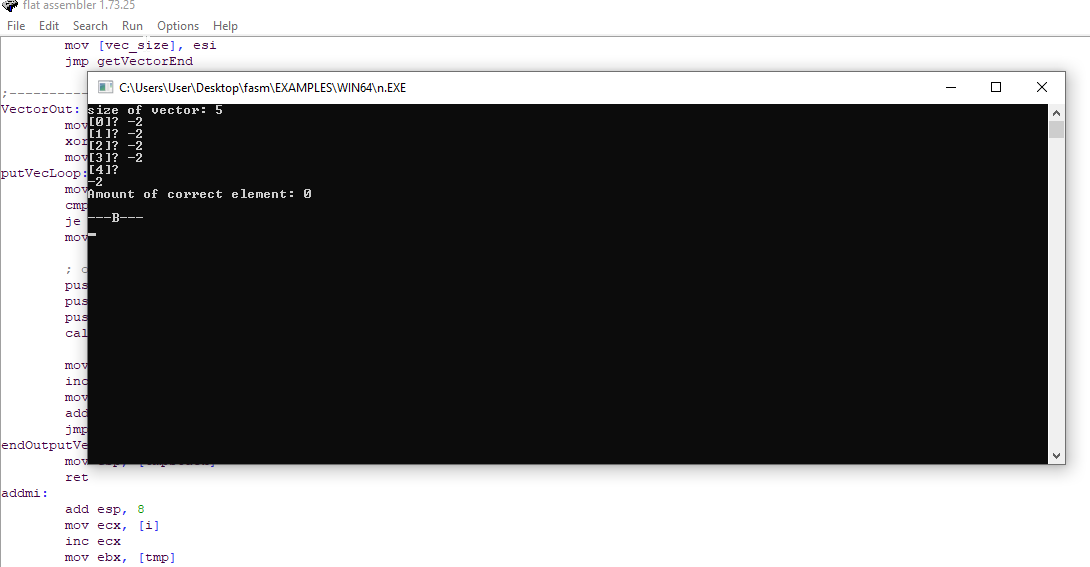 flat assembler 1.73.25
File Edit Search Run Options Help
mov [vec_size], esi
jmp getVectorEnd
;-----------
C:\Users\User\Desktop\fasm\EXAMPLES\WIN64\n.EXE
VectorOut:
size of vector: 5
[0]? -2
mov
[1]? -2
xor
[2]? -2
mov
[3]? -2
putVecLoop:
[4]?
mov
-2
cmp
Amount of correct element: 0
je
---B---
mov
;
pus
pus
pus
cal
mov
inc
mov
add
jmp
endOutputVe
mov
ret
addmi:
add esp, 8
mov ecx, [i]
inc ecx
mov ebx, [tmp]